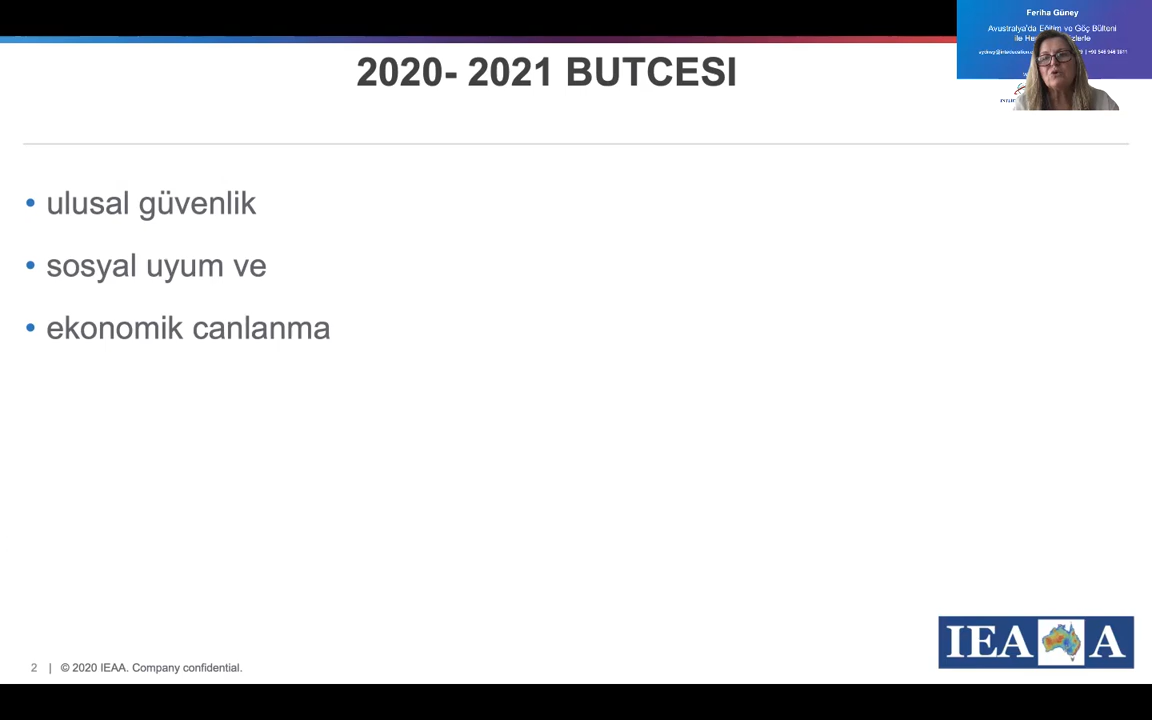 Feriha Güney
Avustralya'da Eğitim ve Göç Bülteni
2020- 2021 BUTCESI
• ulusal güvenlik
• sosyal uyum ve
• ekonomik canlanma
IEAA
2 | © 2020 IEAA. Company confidential.